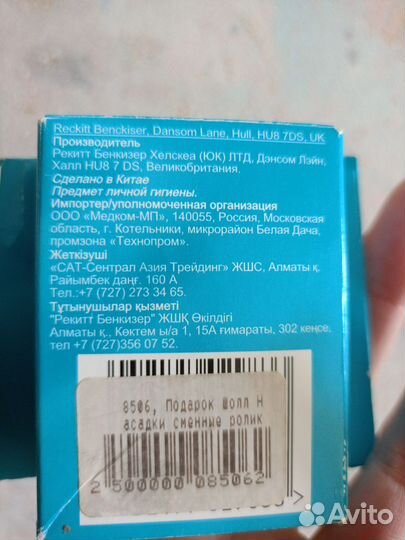 Reckitt Benckiser, Dansom Lane, Hull, HU8 7DS, UK
Производитель
Рекитт Бенкизер Хелскеа (ЮК) ЛТД, Дэнсом Лэйн,
Халл HU8 7 DS, Великобритания.
Сделано в Китае
Предмет личной гигиены.
Импортер/уполномоченная организация
ООО «Медком-МП», 140055, Россия, Московская
область, г. Котельники, микрорайон Белая Дача,
промзона «Технопром».
Жеткізуші
«САТ-Сентрал Азия Трейдинг» ЖШС, Алматы қ.
Райымбек даңғ. 160 А
Тел.:+7 (727) 273 34 65.
Тұтынушылар қызметі
"Рекитт Бенкизер" ЖШҚ Өкілдігі
Алматы қ., Көктем ы/а 1, 15А ғимараты, 302 кеңсе,
тел +7 (727)356 07 52.
8506, Подарок Шолл Н
асадки сменные ролик
2 500000 085062
Avito